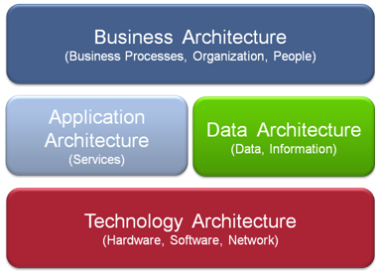 Business Architecture
(Business Processes, Organization, People)
Application
Architecture
(Services)
Data Architecture
(Data, Information)
Technology Architecture
(Hardware, Software, Network)